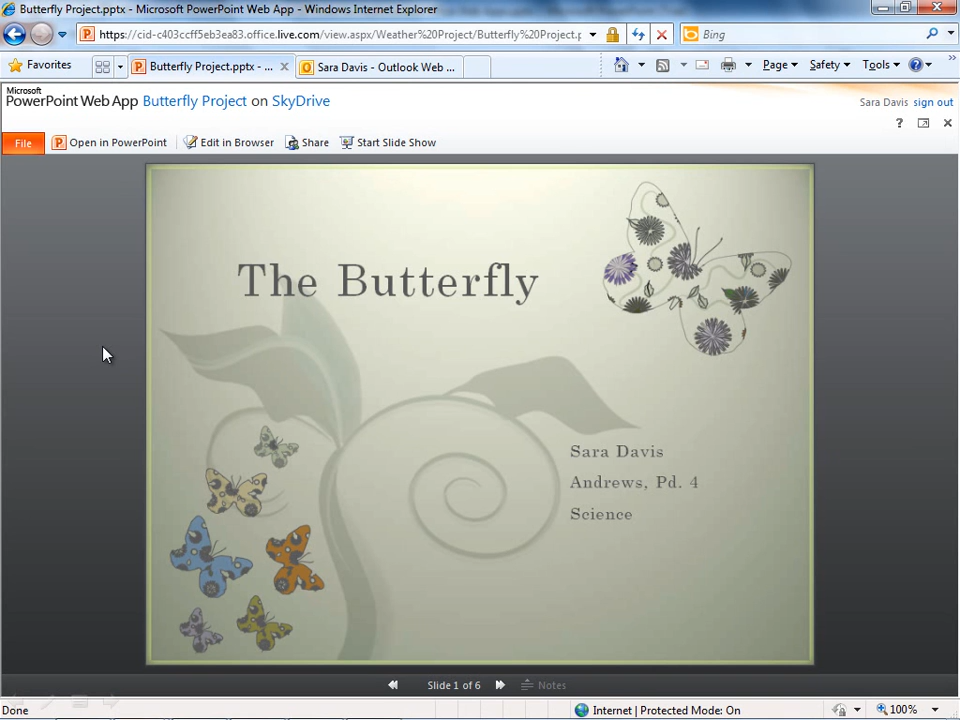 Butterfly Project.pptx - Microsoft PowerPoint Web App - Windows Internet Explorer
https://cid-c403ccff5eb3ea83.office.live.com/view.aspx/Weather%20Project/Butterfly%20Project.p
Bing
Favorites
Butterfly Project.pptx - ...
Sara Davis - Outlook Web ...
Page
Safety
Tools
Microsoft
PowerPoint Web App
Butterfly Project on SkyDrive
Sara Davis sign out
File
Open in PowerPoint
Edit in Browser
Share
Start Slide Show
The Butterfly
Sara Davis
Andrews, Pd. 4
Science
Slide 1 of 6
Notes
Done
Internet | Protected Mode: On
100%